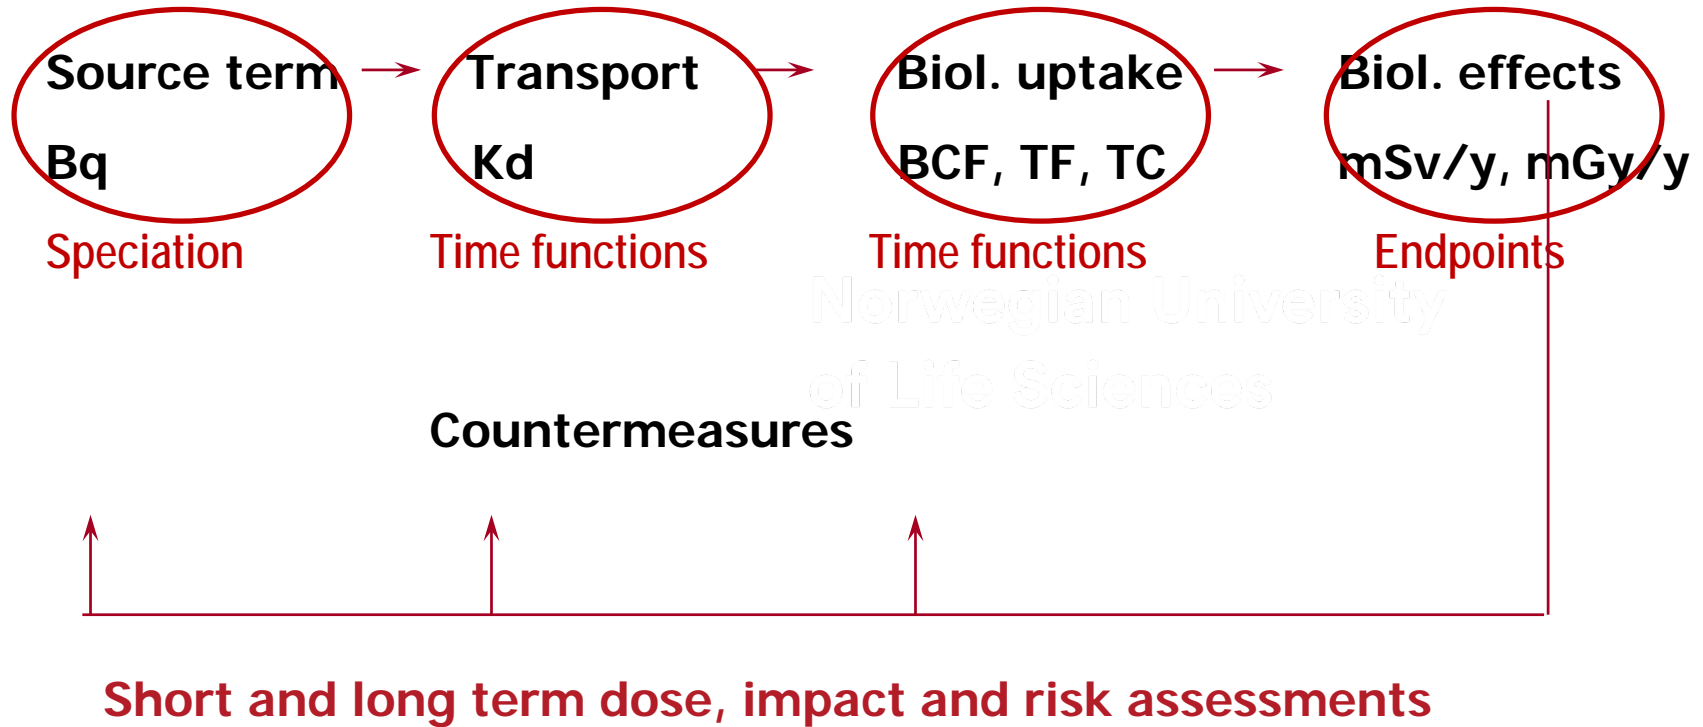 Source term
Transport
Biol. uptake
Biol. effects
Bq
Kd
BCF, TF, TC
mSv/y, mGy/y
Speciation
Time functions
Time functions
Endpoints
Norwegian University
of Life Sciences
Countermeasures
Short and long term dose, impact and risk assessments